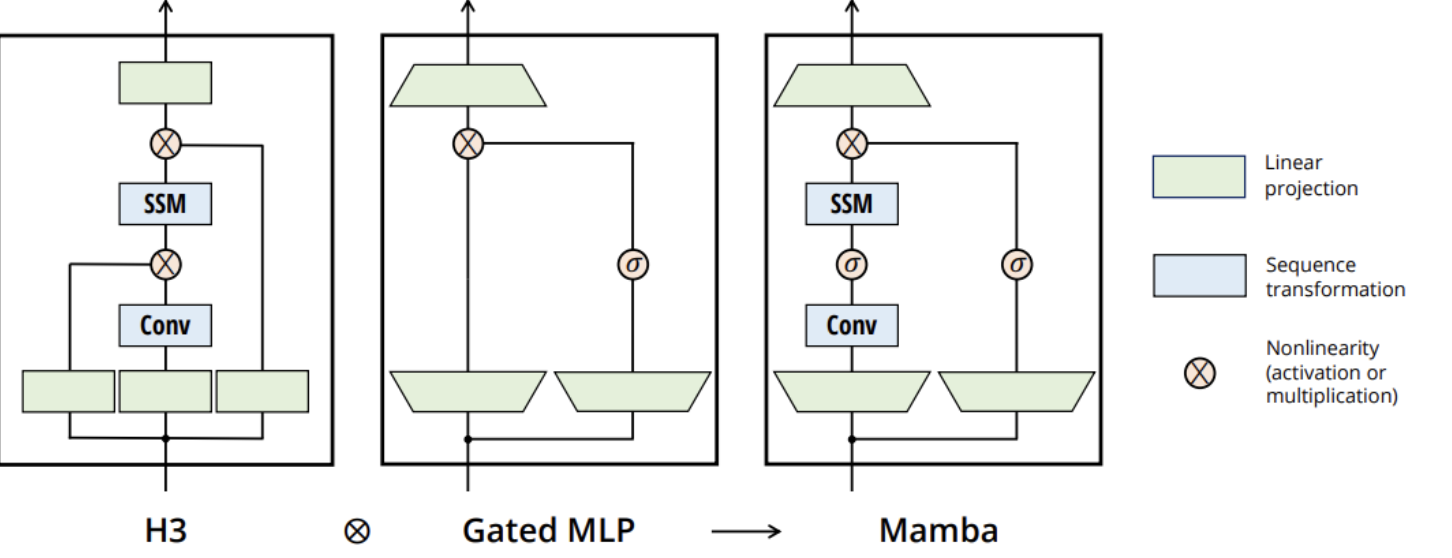 SSM
Conv
σ
SSM
σ
σ
Conv
Linear
projection
Sequence
transformation
Nonlinearity
(activation or
multiplication)
H3 ⊗ Gated MLP → Mamba